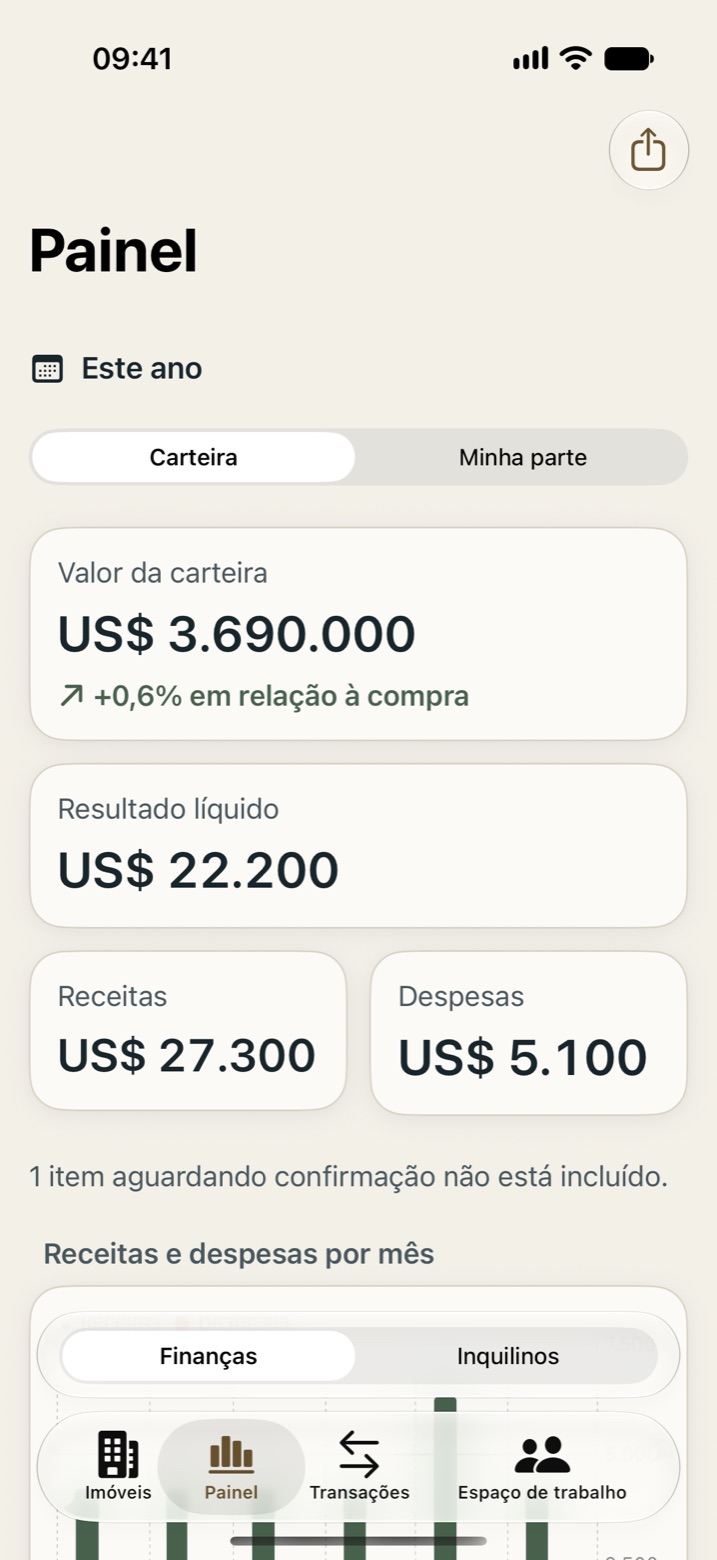 09:41
Painel
Este ano
Carteira
Minha parte
Valor da carteira
US$ 3.690.000
+0,6% em relação à compra
Resultado líquido
US$ 22.200
Receitas
Despesas
US$ 27.300
US$ 5.100
1 item aguardando confirmação não está incluído.
Receitas e despesas por mês
Finanças
Inquilinos
Imóveis
Painel
Transações
Espaço de trabalho